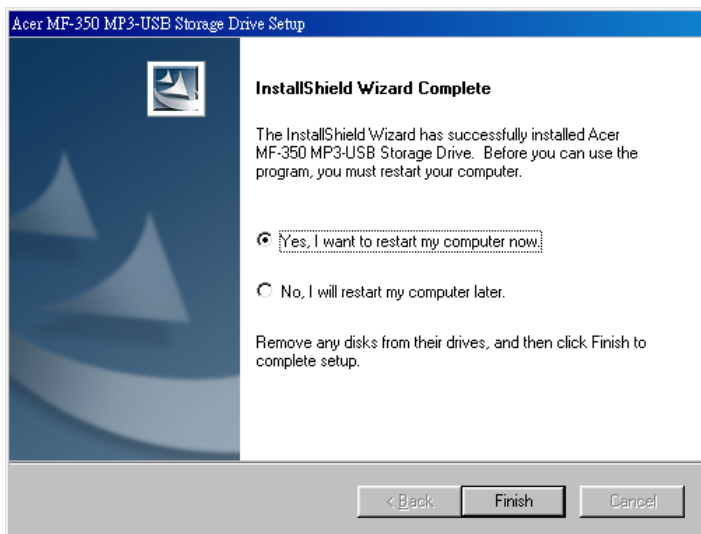 Acer MF-350 MP3-USB Storage Drive Setup
InstallShield Wizard Complete
The InstallShield Wizard has successfully installed Acer
MF-350 MP3-USB Storage Drive. Before you can use the
program, you must restart your computer.
Yes, I want to restart my computer now.
No, I will restart my computer later.
Remove any disks from their drives, and then click Finish to
complete setup.
< Back Finish Cancel